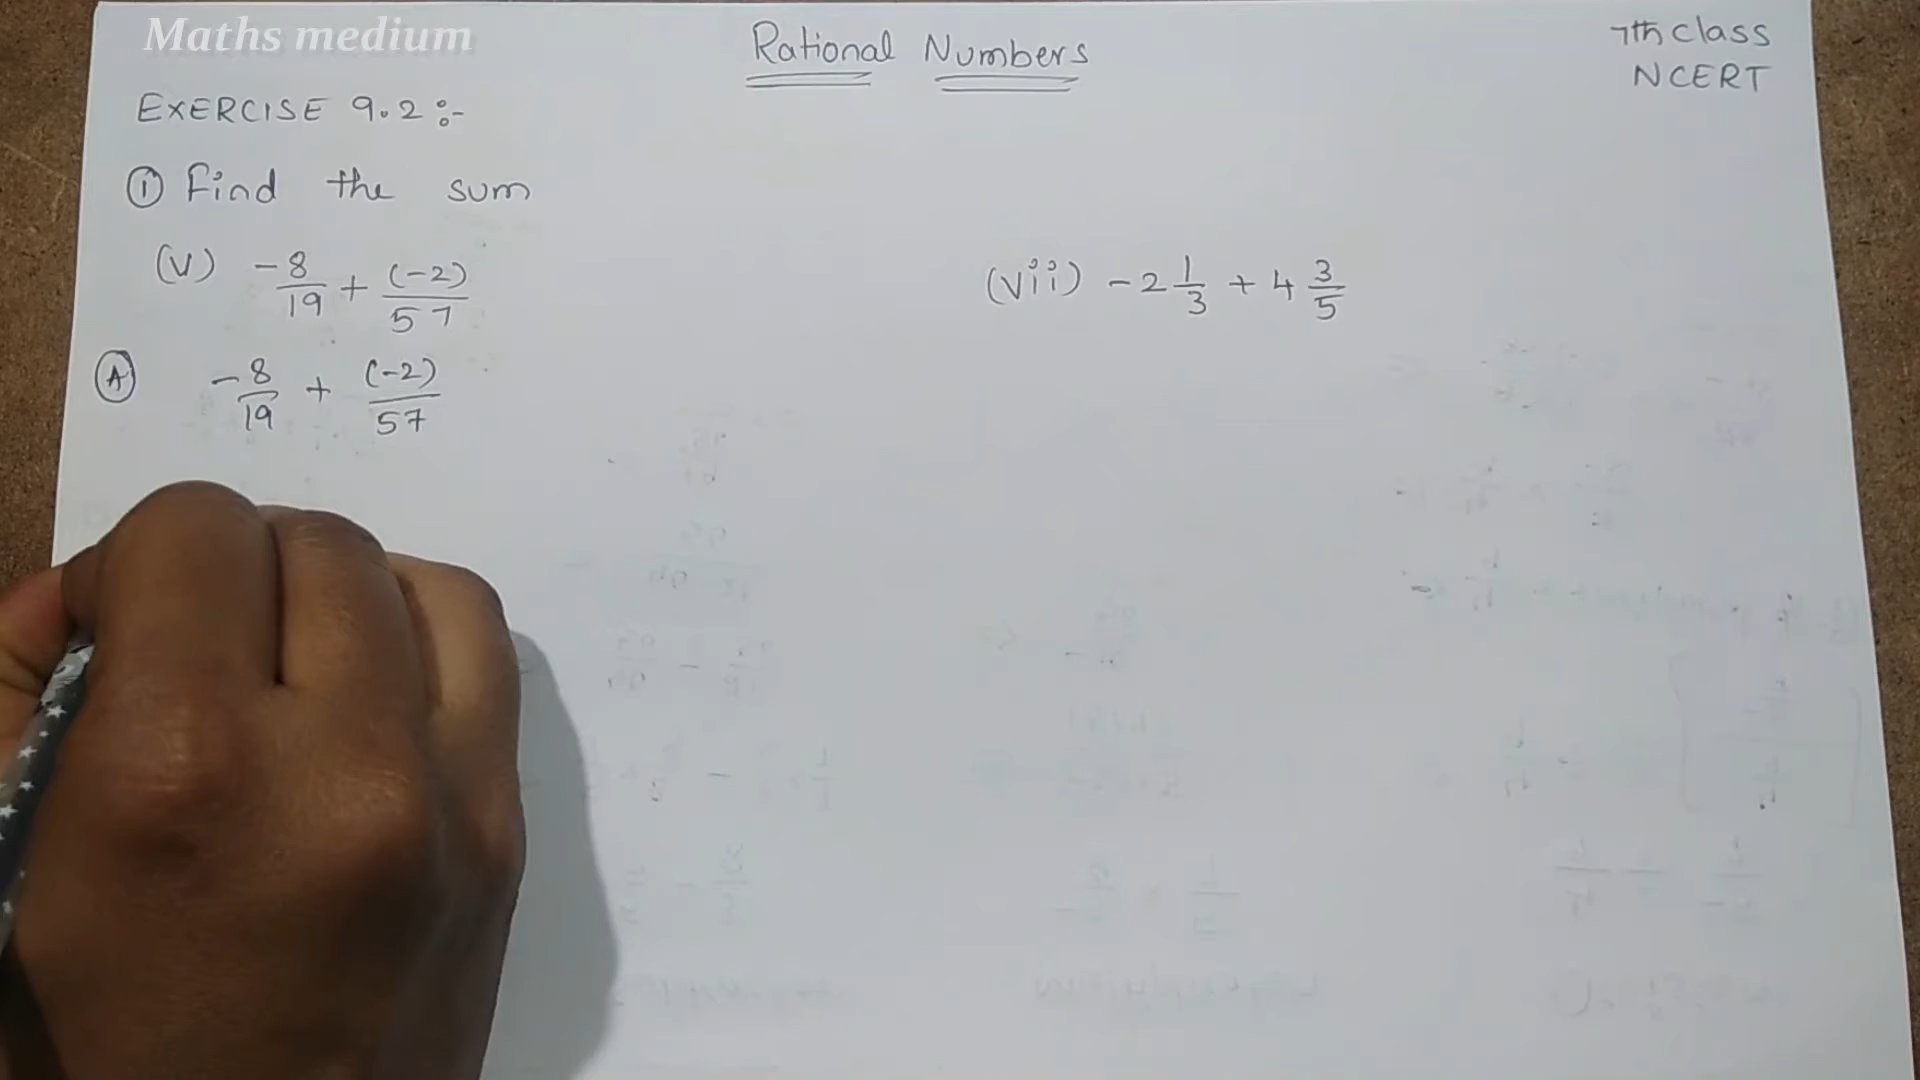 Maths medium
Rational Numbers
7th class
NCERT
EXERCISE 9.2 :-
① Find the sum
(v) -8/19 + (-2)/57
(vii) -2 1/3 + 4 3/5
Ⓐ -8/19 + (-2)/57